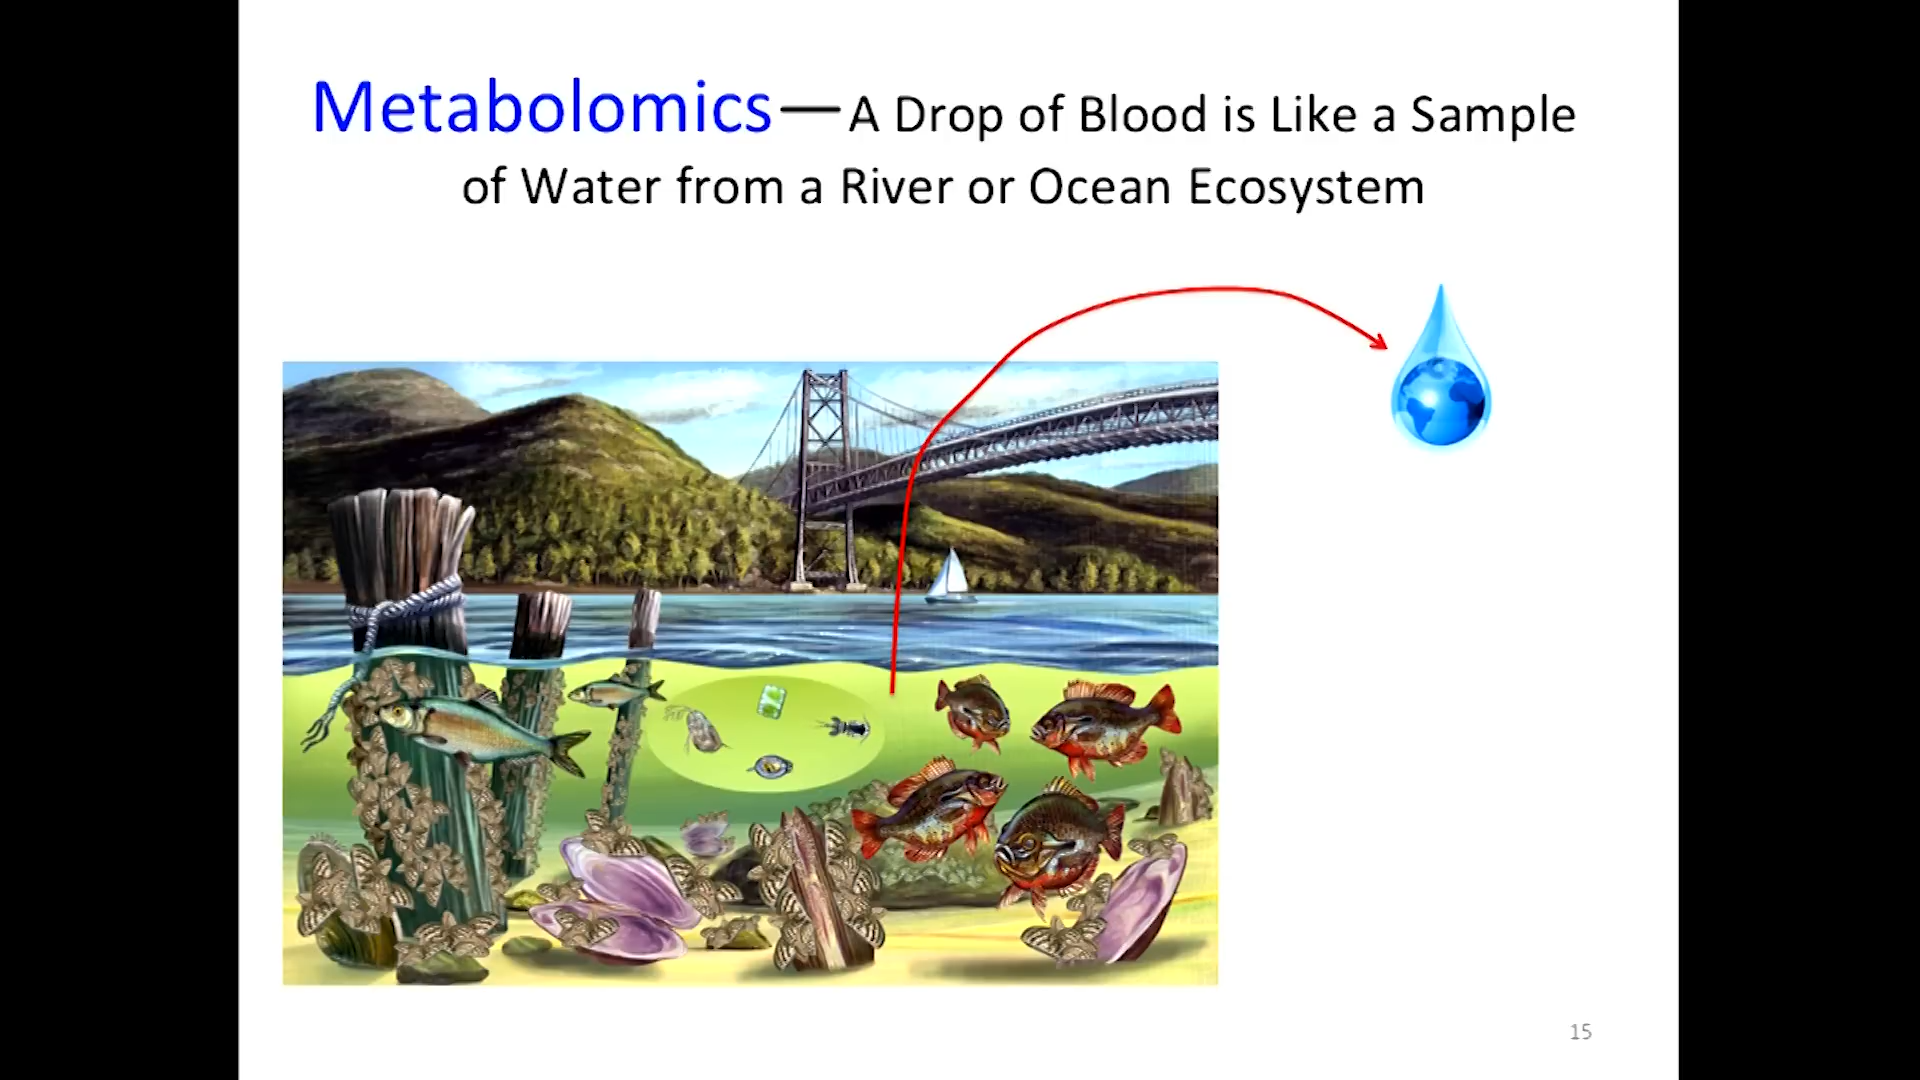 Metabolomics—A Drop of Blood is Like a Sample
of Water from a River or Ocean Ecosystem
15